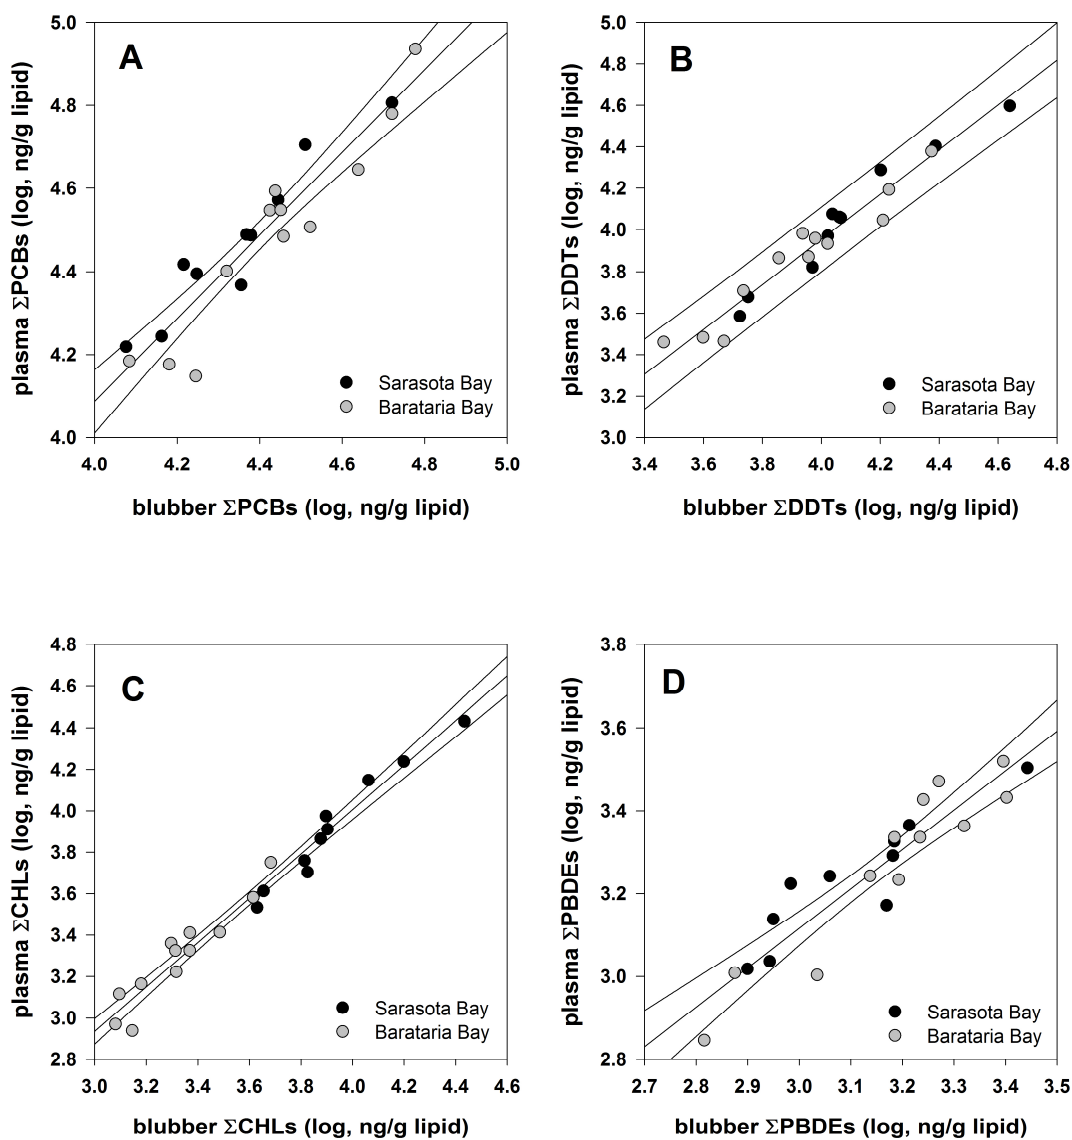 A
plasma ΣPCBs (log, ng/g lipid)
5.0
4.8
4.6
4.4
4.2
4.0
Sarasota Bay
Barataria Bay
4.0 4.2 4.4 4.6 4.8 5.0
blubber ΣPCBs (log, ng/g lipid)
B
plasma ΣDDTs (log, ng/g lipid)
5.0
4.8
4.6
4.4
4.2
4.0
3.8
3.6
3.4
3.2
3.0
Sarasota Bay
Barataria Bay
3.4 3.6 3.8 4.0 4.2 4.4 4.6 4.8
blubber ΣDDTs (log, ng/g lipid)
C
plasma ΣCHLs (log, ng/g lipid)
4.8
4.6
4.4
4.2
4.0
3.8
3.6
3.4
3.2
3.0
2.8
Sarasota Bay
Barataria Bay
3.0 3.2 3.4 3.6 3.8 4.0 4.2 4.4 4.6
blubber ΣCHLs (log, ng/g lipid)
D
plasma ΣPBDEs (log, ng/g lipid)
3.8
3.6
3.4
3.2
3.0
2.8
Sarasota Bay
Barataria Bay
2.7 2.8 2.9 3.0 3.1 3.2 3.3 3.4 3.5
blubber ΣPBDEs (log, ng/g lipid)